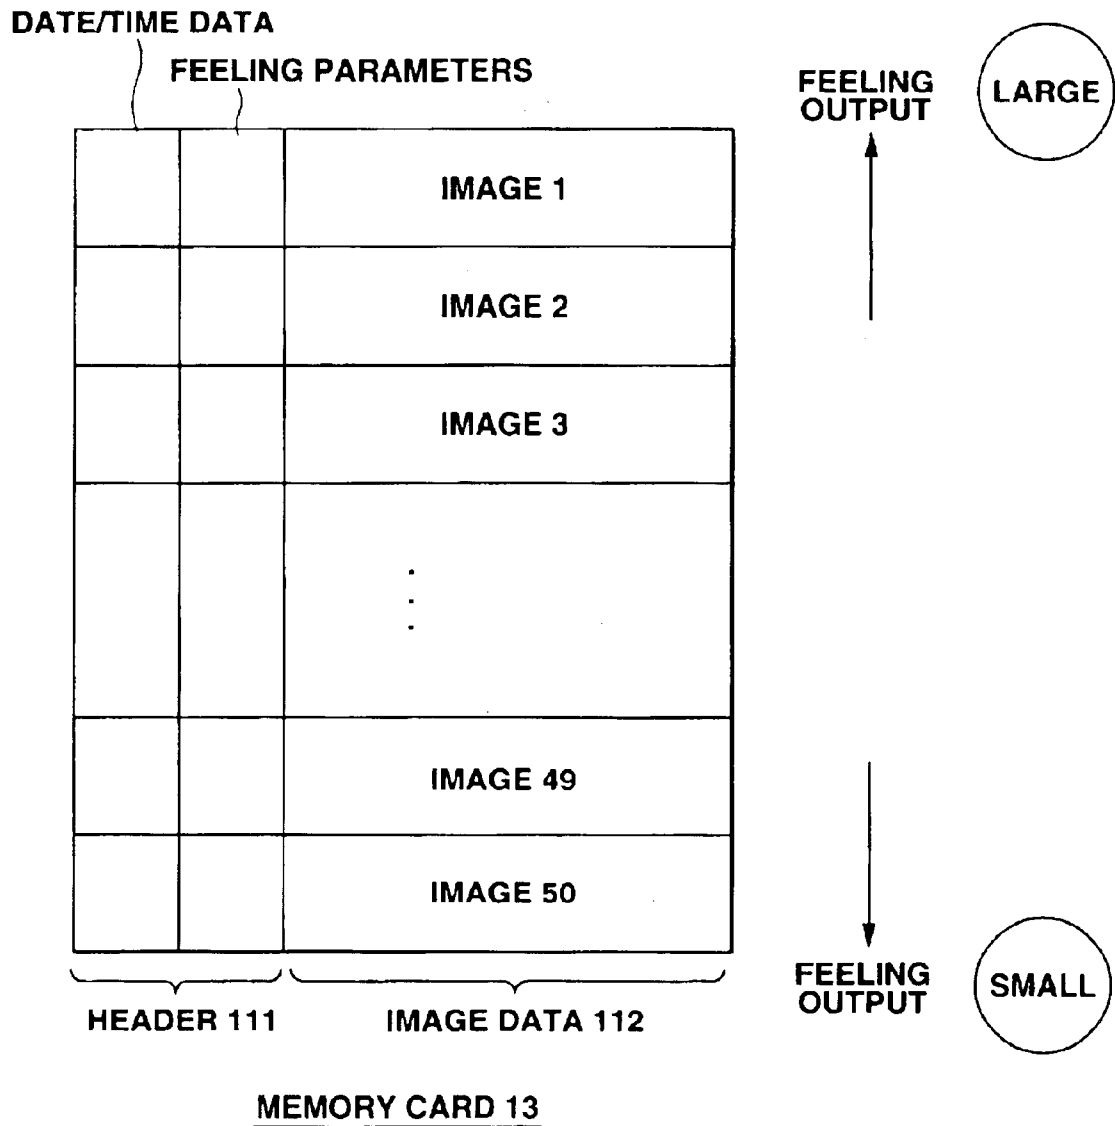 DATE/TIME DATA
FEELING PARAMETERS
FEELING
OUTPUT
LARGE
IMAGE 1
IMAGE 2
IMAGE 3
IMAGE 49
IMAGE 50
FEELING
OUTPUT
SMALL
HEADER 111
IMAGE DATA 112
MEMORY CARD 13